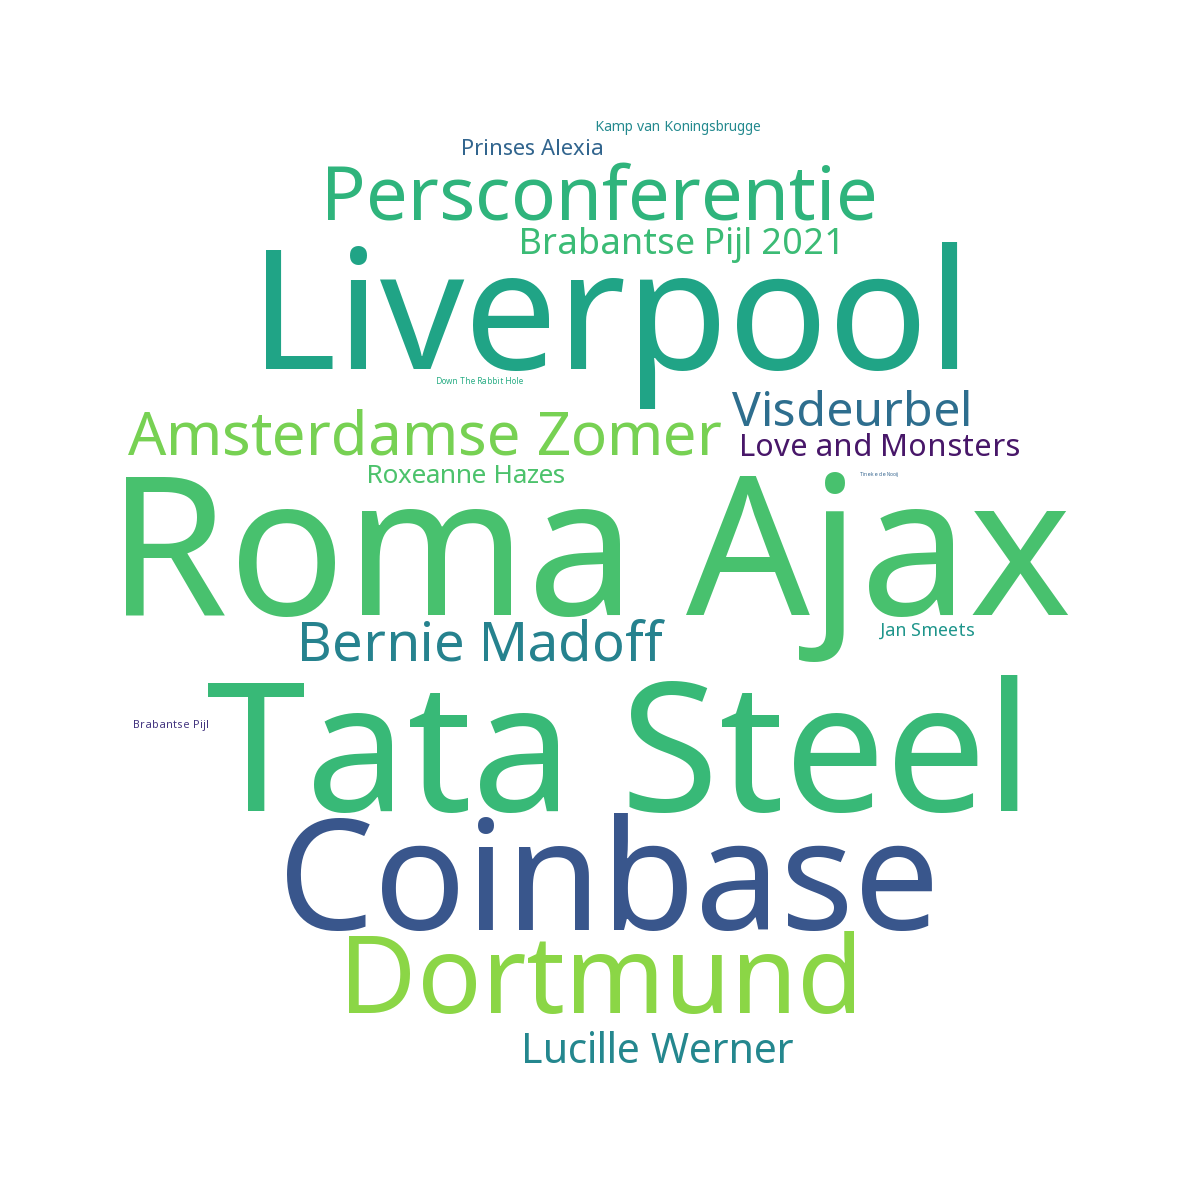 Kamp van Koningsbrugge
Prinses Alexia
Persconferentie
Brabantse Pijl 2021
Liverpool
Down The Rabbit Hole
Visdeurbel
Amsterdamse Zomer
Love and Monsters
Roxeanne Hazes
Tineke de Nooij
Roma Ajax
Bernie Madoff
Jan Smeets
Brabantse Pijl
Tata Steel
Coinbase
Dortmund
Lucille Werner